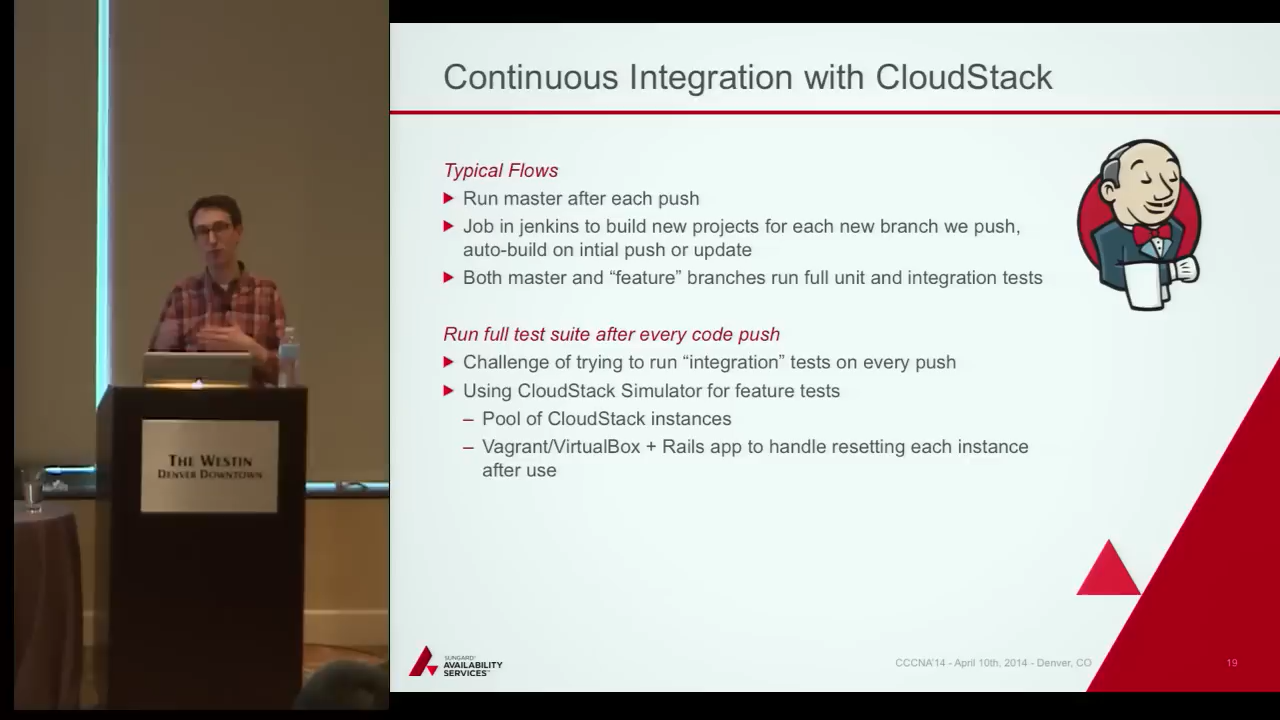 Continuous Integration with CloudStack
Typical Flows
Run master after each push
Job in jenkins to build new projects for each new branch we push,
auto-build on intial push or update
Both master and “feature” branches run full unit and integration tests
Run full test suite after every code push
Challenge of trying to run “integration” tests on every push
Using CloudStack Simulator for feature tests
– Pool of CloudStack instances
– Vagrant/VirtualBox + Rails app to handle resetting each instance
after use
THE WESTIN
DENVER DOWNTOWN
SUNGARD®
AVAILABILITY
SERVICES™
CCCNA'14 - April 10th, 2014 - Denver, CO
19